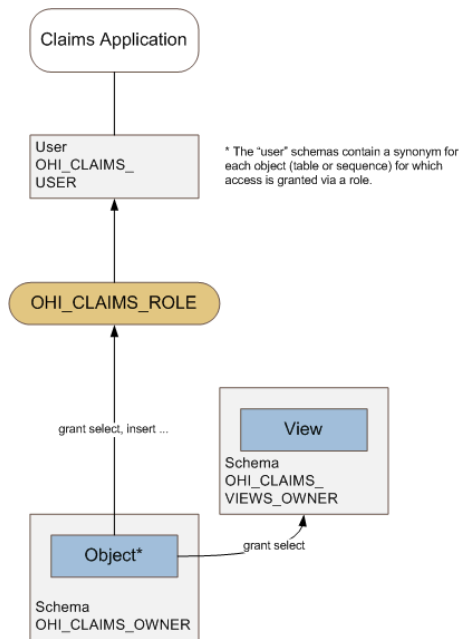 Claims Application
User
OHI_CLAIMS_
USER
* The “user” schemas contain a synonym for
each object (table or sequence) for which
access is granted via a role.
OHI_CLAIMS_ROLE
grant select, insert ...
View
Schema
OHI_CLAIMS_
VIEWS_OWNER
grant select
Object*
Schema
OHI_CLAIMS_OWNER